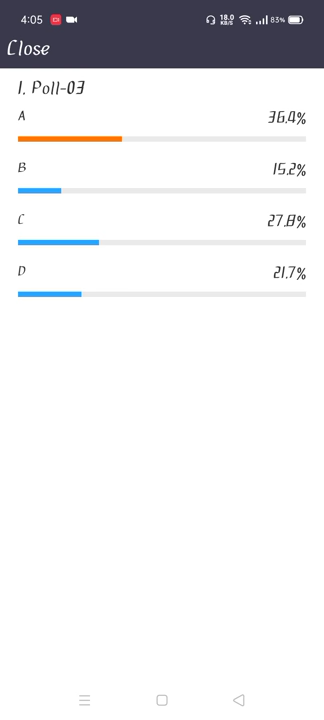 4:05 18.0 KB/S 83%
Close
1. Poll-03
A 36.4%
B 15.2%
C 27.8%
D 21.7%